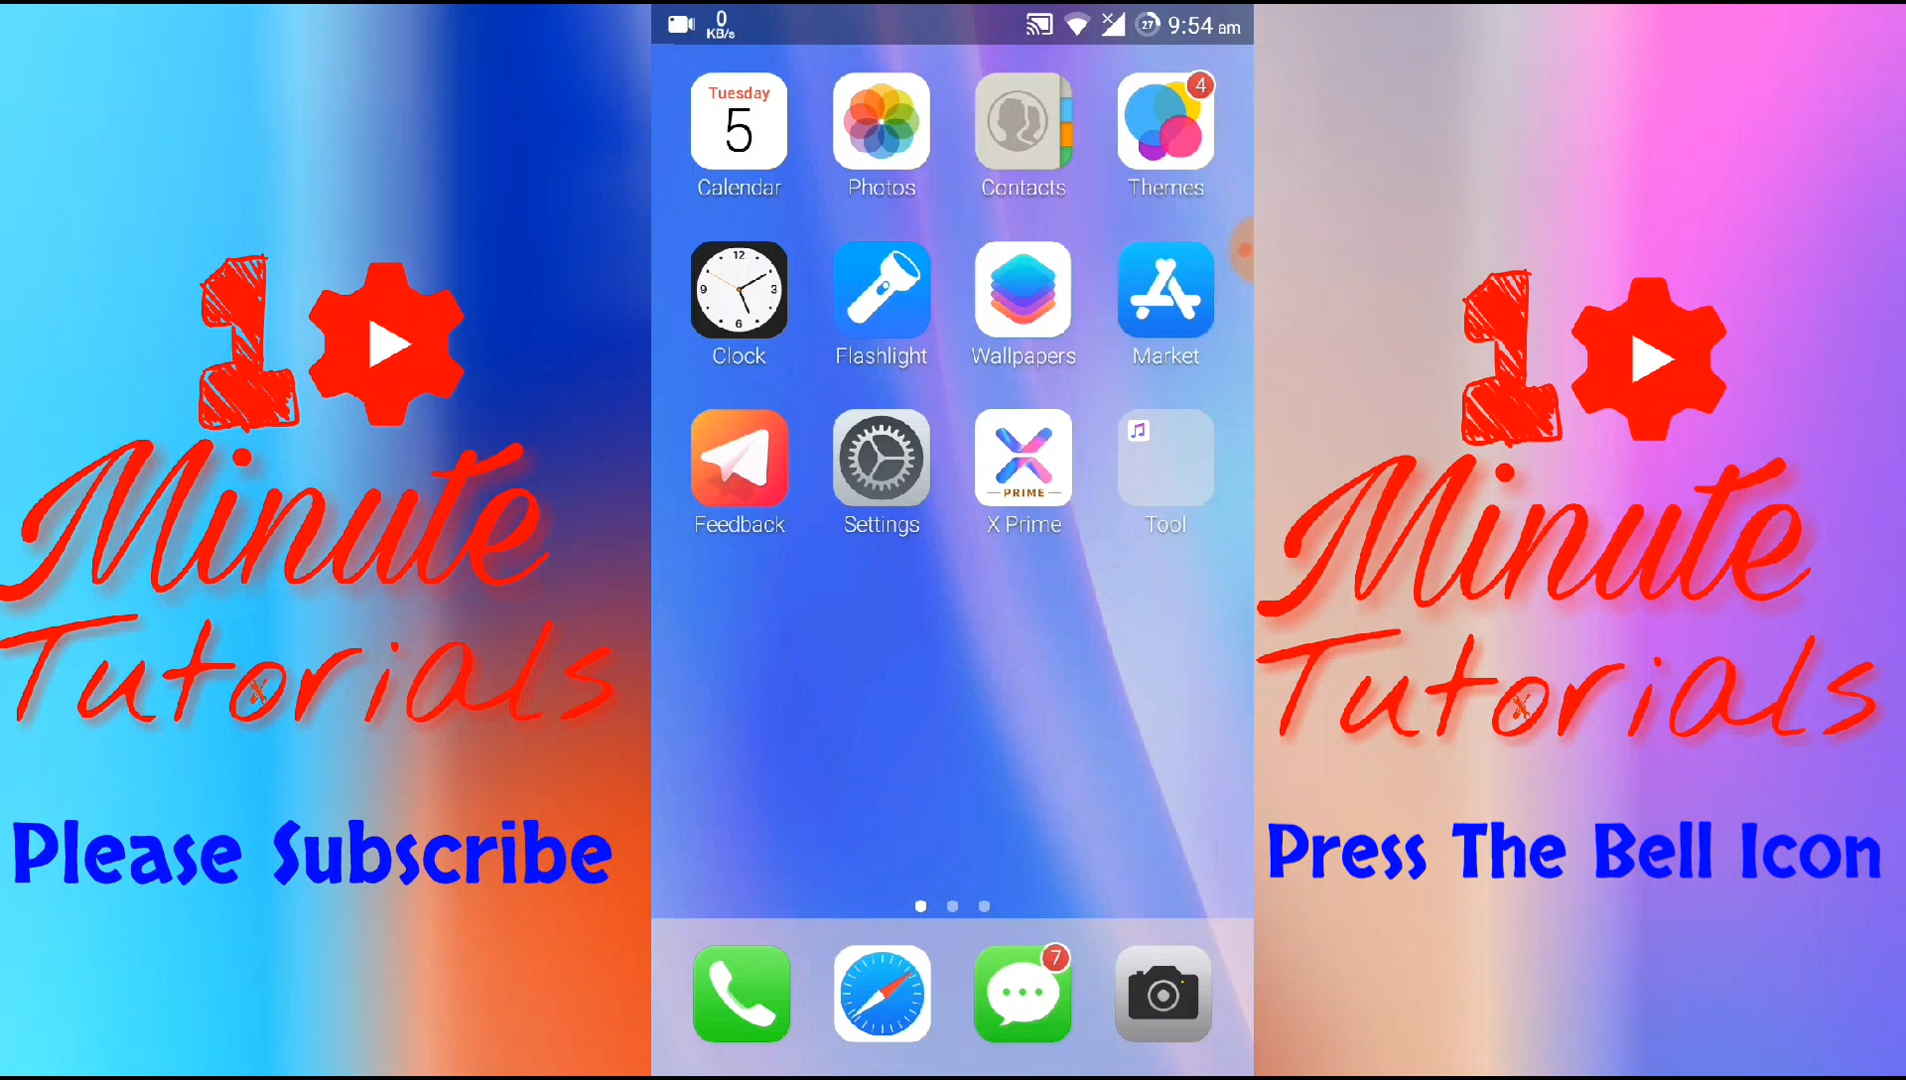 1
Minute
Tutorials
Please Subscribe
0
KB/s
27
9:54 am
Tuesday
5
Calendar
Photos
Contacts
4
Themes
12
9
3
6
Clock
Flashlight
Wallpapers
Market
Feedback
Settings
PRIME
X Prime
Tool
7
1
Minute
Tutorials
Press The Bell Icon